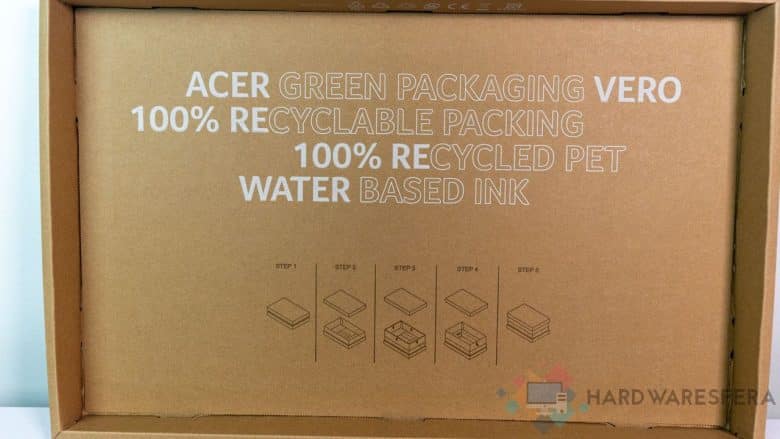 ACER GREEN PACKAGING VERO
100% RECYCLABLE PACKING
100% RECYCLED PET
WATER BASED INK
STEP 1 STEP 2 STEP 3 STEP 4 STEP 5
HARDWARESFERA